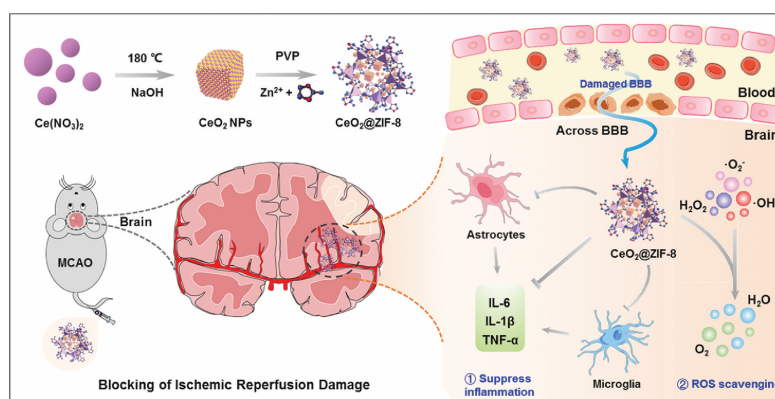 180 ℃
NaOH
PVP
Zn²⁺ +
Ce(NO₃)₂
CeO₂ NPs
CeO₂@ZIF-8
Damaged BBB
Blood
Across BBB
Brain
·O₂⁻
H₂O₂
·OH
Astrocytes
CeO₂@ZIF-8
Brain
MCAO
IL-6
IL-1β
TNF-α
H₂O
O₂
Microglia
① Suppress
inflammation
② ROS scavenging
Blocking of Ischemic Reperfusion Damage